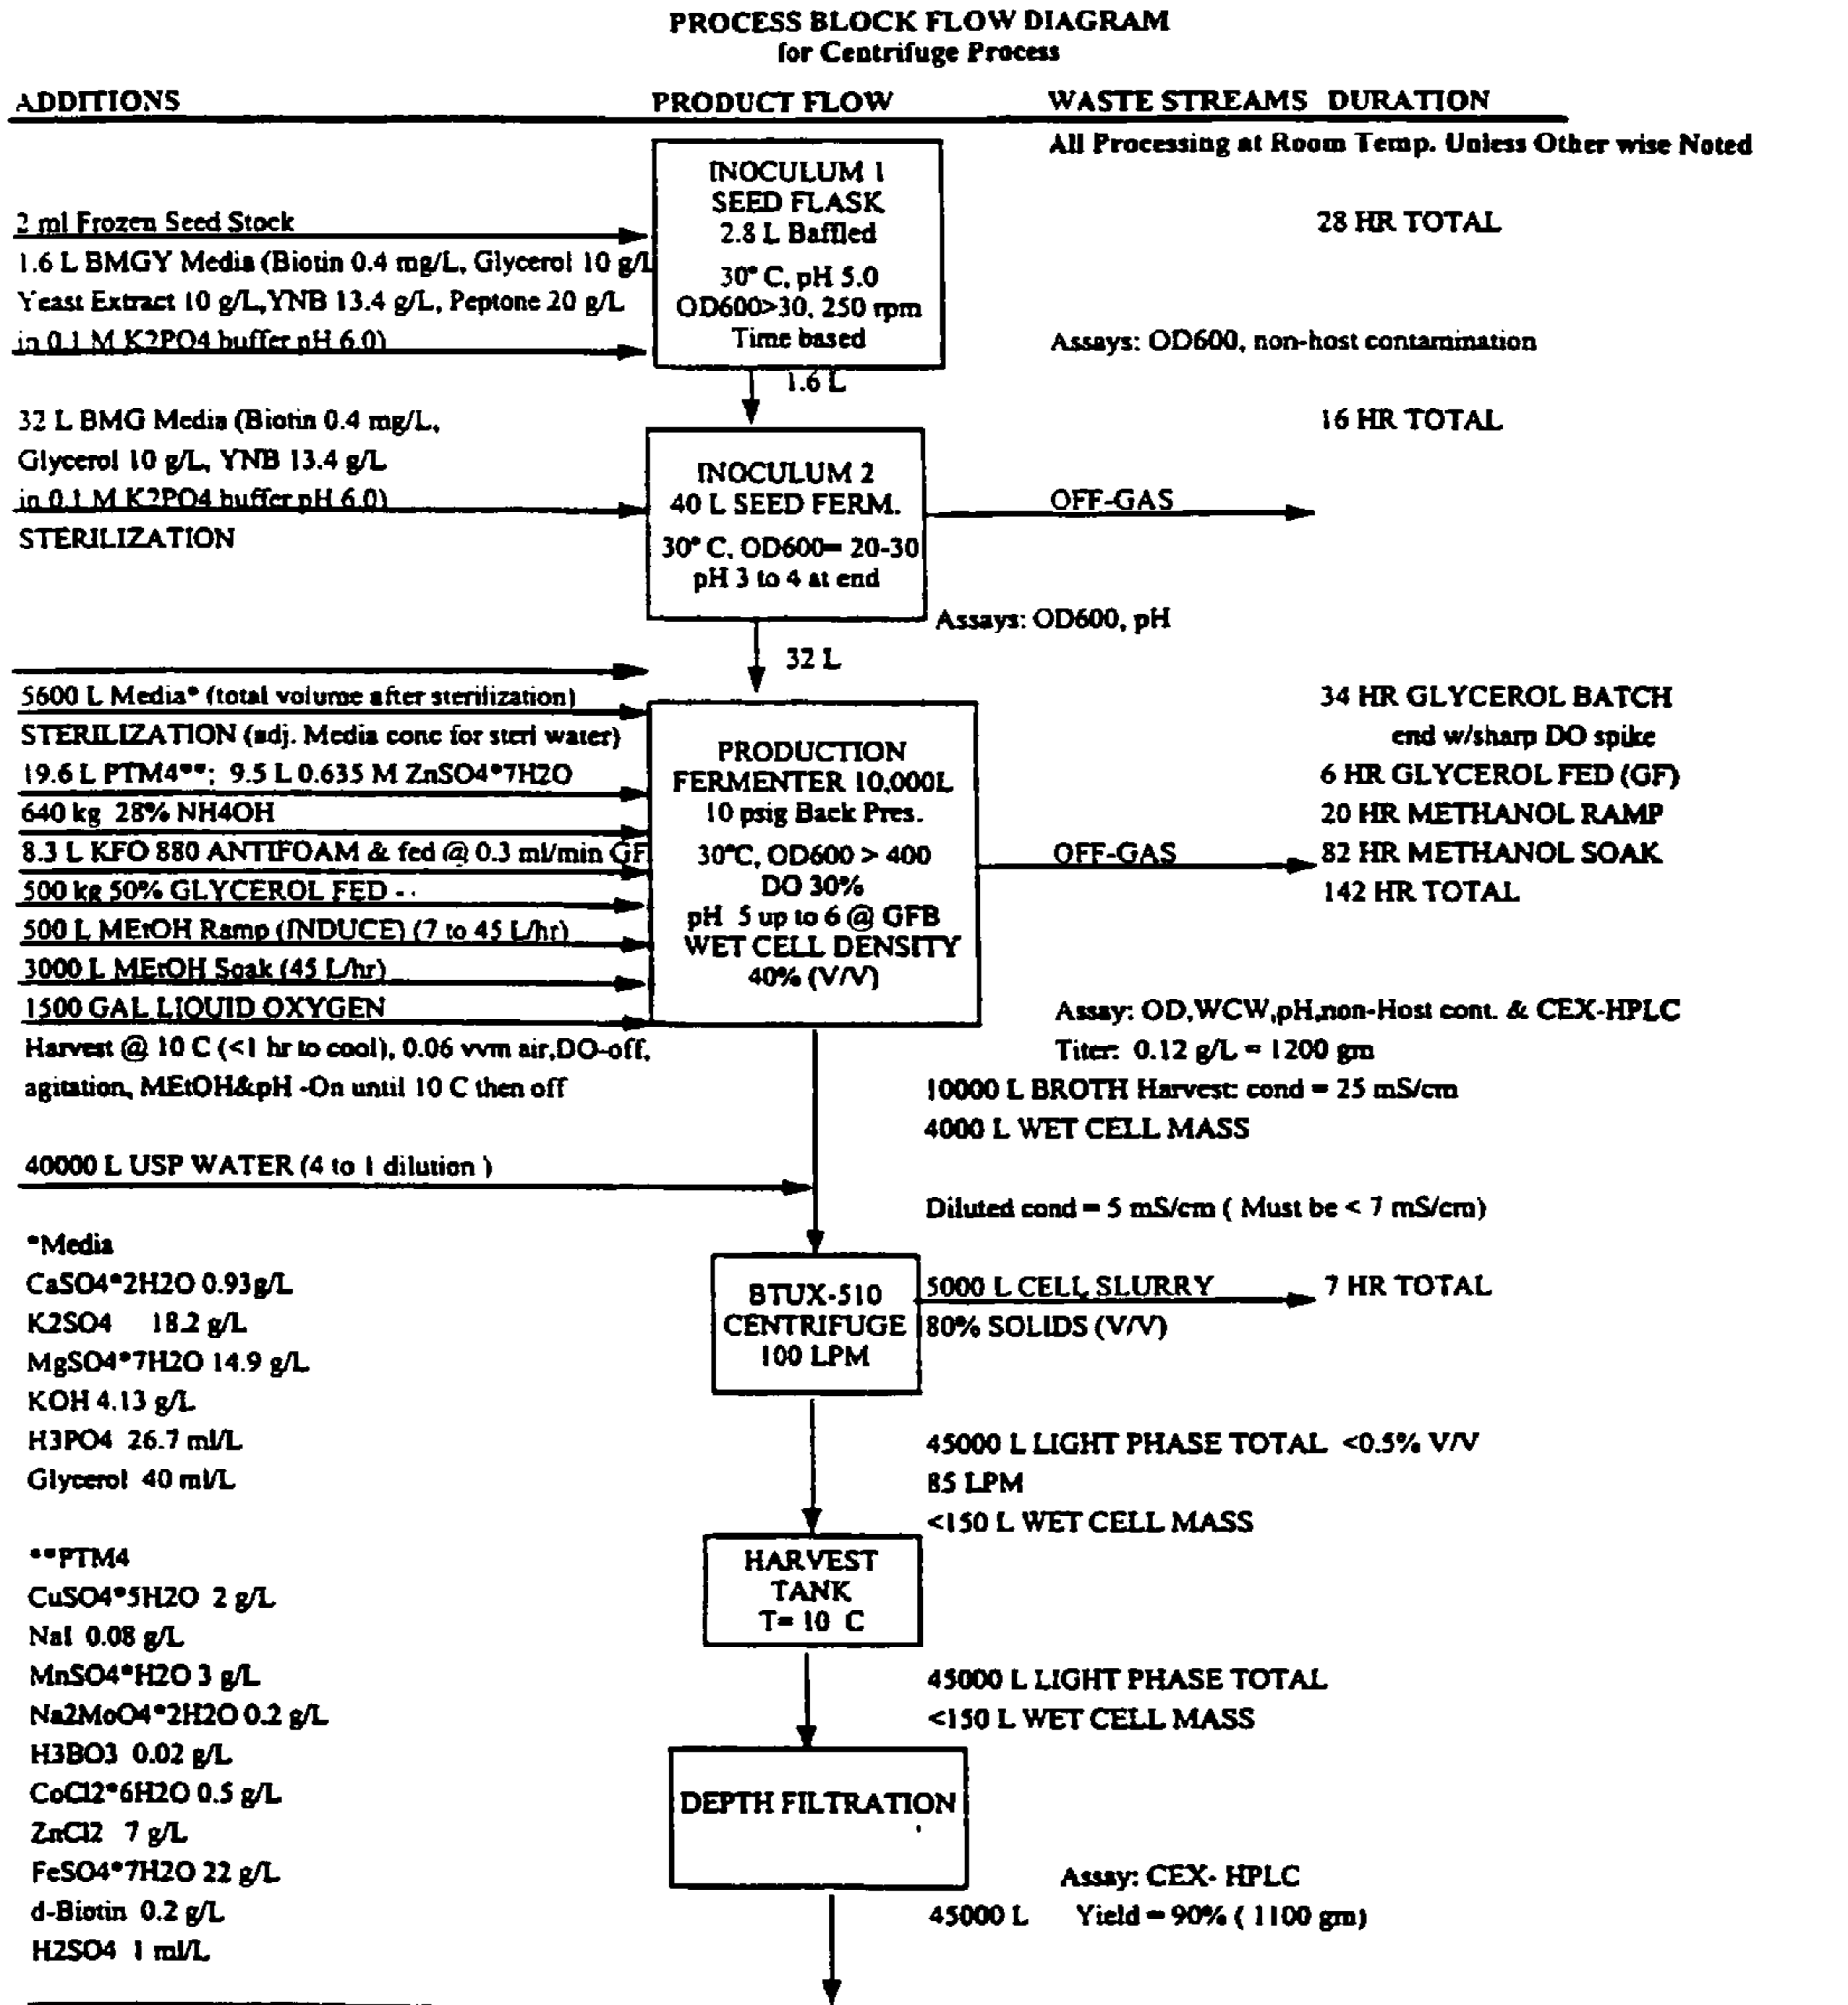 PROCESS BLOCK FLOW DIAGRAM
for Centrifuge Process
ADDITIONS
PRODUCT FLOW
WASTE STREAMS DURATION
All Processing at Room Temp. Unless Other wise Noted
INOCULUM 1
SEED FLASK
2.8 L Baffled
30° C, pH 5.0
OD600>30, 250 rpm
Time based
2 ml Frozen Seed Stock
1.6 L BMGY Media (Biotin 0.4 mg/L, Glycerol 10 g/L
Yeast Extract 10 g/L, YNB 13.4 g/L, Peptone 20 g/L
in 0.1 M K2PO4 buffer pH 6.0)
28 HR TOTAL
Assays: OD600, non-host contamination
1.6 L
32 L BMG Media (Biotin 0.4 mg/L,
Glycerol 10 g/L, YNB 13.4 g/L
in 0.1 M K2PO4 buffer pH 6.0)
STERILIZATION
INOCULUM 2
40 L SEED FERM.
30° C, OD600= 20-30
pH 3 to 4 at end
OFF-GAS
16 HR TOTAL
Assays: OD600, pH
32 L
5600 L Media* (total volume after sterilization)
STERILIZATION (adj. Media conc for steri water)
19.6 L PTM4**; 9.5 L 0.635 M ZnSO4*7H2O
640 kg 28% NH4OH
8.3 L KFO 880 ANTIFOAM & fed @ 0.3 ml/min GF
500 kg 50% GLYCEROL FED - .
500 L MEtOH Ramp (INDUCE) (7 to 45 L/hr)
3000 L MEtOH Soak (45 L/hr)
1500 GAL LIQUID OXYGEN
Harvest @ 10 C (<1 hr to cool), 0.06 vvm air, DO-off,
agitation, MEtOH&pH -On until 10 C then off
PRODUCTION
FERMENTER 10,000L
10 psig Back Pres.
30°C, OD600 > 400
DO 30%
pH 5 up to 6 @ GFB
WET CELL DENSITY
40% (V/V)
OFF-GAS
34 HR GLYCEROL BATCH
end w/sharp DO spike
6 HR GLYCEROL FED (GF)
20 HR METHANOL RAMP
82 HR METHANOL SOAK
142 HR TOTAL
Assay: OD,WCW,pH,non-Host cont. & CEX-HPLC
Titer: 0.12 g/L = 1200 gm
10000 L BROTH Harvest: cond = 25 mS/cm
4000 L WET CELL MASS
40000 L USP WATER (4 to 1 dilution )
Diluted cond = 5 mS/cm ( Must be < 7 mS/cm)
*Media
CaSO4*2H2O 0.93g/L
K2SO4 18.2 g/L
MgSO4*7H2O 14.9 g/L
KOH 4.13 g/L
H3PO4 26.7 ml/L
Glycerol 40 ml/L
BTUX-510
CENTRIFUGE
100 LPM
5000 L CELL SLURRY
80% SOLIDS (V/V)
7 HR TOTAL
45000 L LIGHT PHASE TOTAL <0.5% V/V
85 LPM
<150 L WET CELL MASS
HARVEST
TANK
T= 10 C
45000 L LIGHT PHASE TOTAL
<150 L WET CELL MASS
**PTM4
CuSO4*5H2O 2 g/L
NaI 0.08 g/L
MnSO4*H2O 3 g/L
Na2MoO4*2H2O 0.2 g/L
H3BO3 0.02 g/L
CoCl2*6H2O 0.5 g/L
ZnCl2 7 g/L
FeSO4*7H2O 22 g/L
d-Biotin 0.2 g/L
H2SO4 1 ml/L
DEPTH FILTRATION
Assay: CEX- HPLC
45000 L Yield = 90% ( 1100 gm)